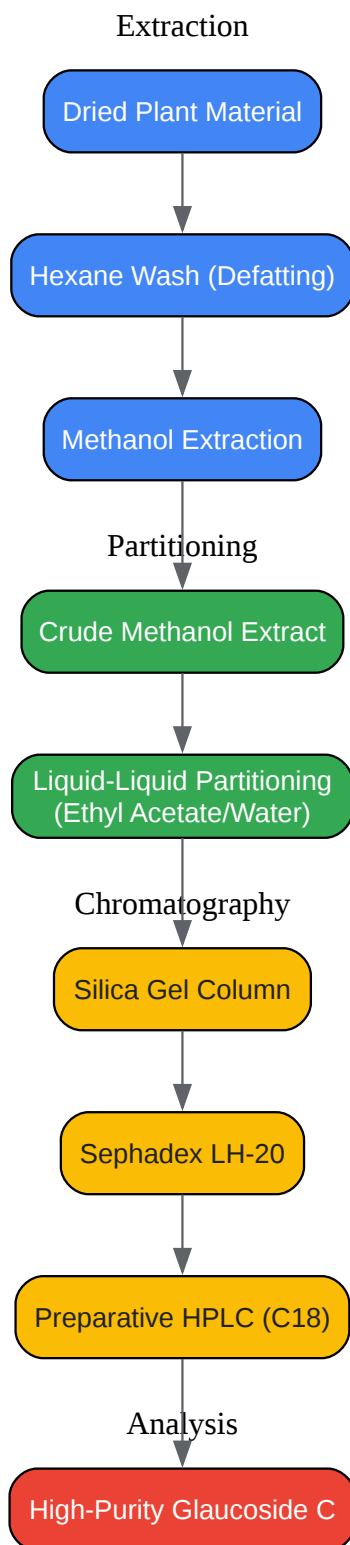 Extraction
Dried Plant Material
Hexane Wash (Defatting)
Methanol Extraction
Partitioning
Crude Methanol Extract
Liquid-Liquid Partitioning
(Ethyl Acetate/Water)
Chromatography
Silica Gel Column
Sephadex LH-20
Preparative HPLC (C18)
Analysis
High-Purity Glaucoside C